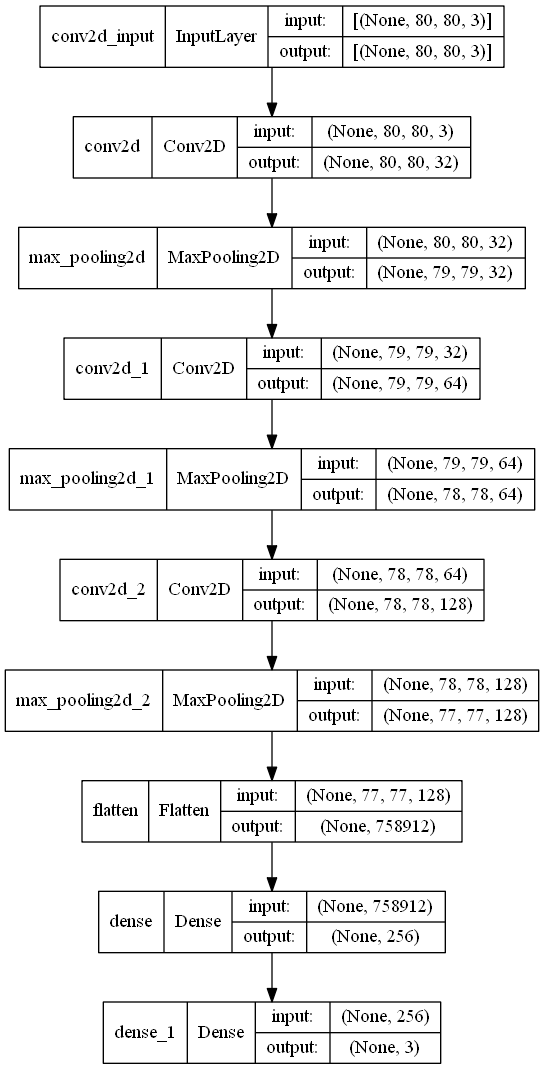 conv2d_input InputLayer input: [(None, 80, 80, 3)]
output: [(None, 80, 80, 3)]
conv2d Conv2D input: (None, 80, 80, 3)
output: (None, 80, 80, 32)
max_pooling2d MaxPooling2D input: (None, 80, 80, 32)
output: (None, 79, 79, 32)
conv2d_1 Conv2D input: (None, 79, 79, 32)
output: (None, 79, 79, 64)
max_pooling2d_1 MaxPooling2D input: (None, 79, 79, 64)
output: (None, 78, 78, 64)
conv2d_2 Conv2D input: (None, 78, 78, 64)
output: (None, 78, 78, 128)
max_pooling2d_2 MaxPooling2D input: (None, 78, 78, 128)
output: (None, 77, 77, 128)
flatten Flatten input: (None, 77, 77, 128)
output: (None, 758912)
dense Dense input: (None, 758912)
output: (None, 256)
dense_1 Dense input: (None, 256)
output: (None, 3)